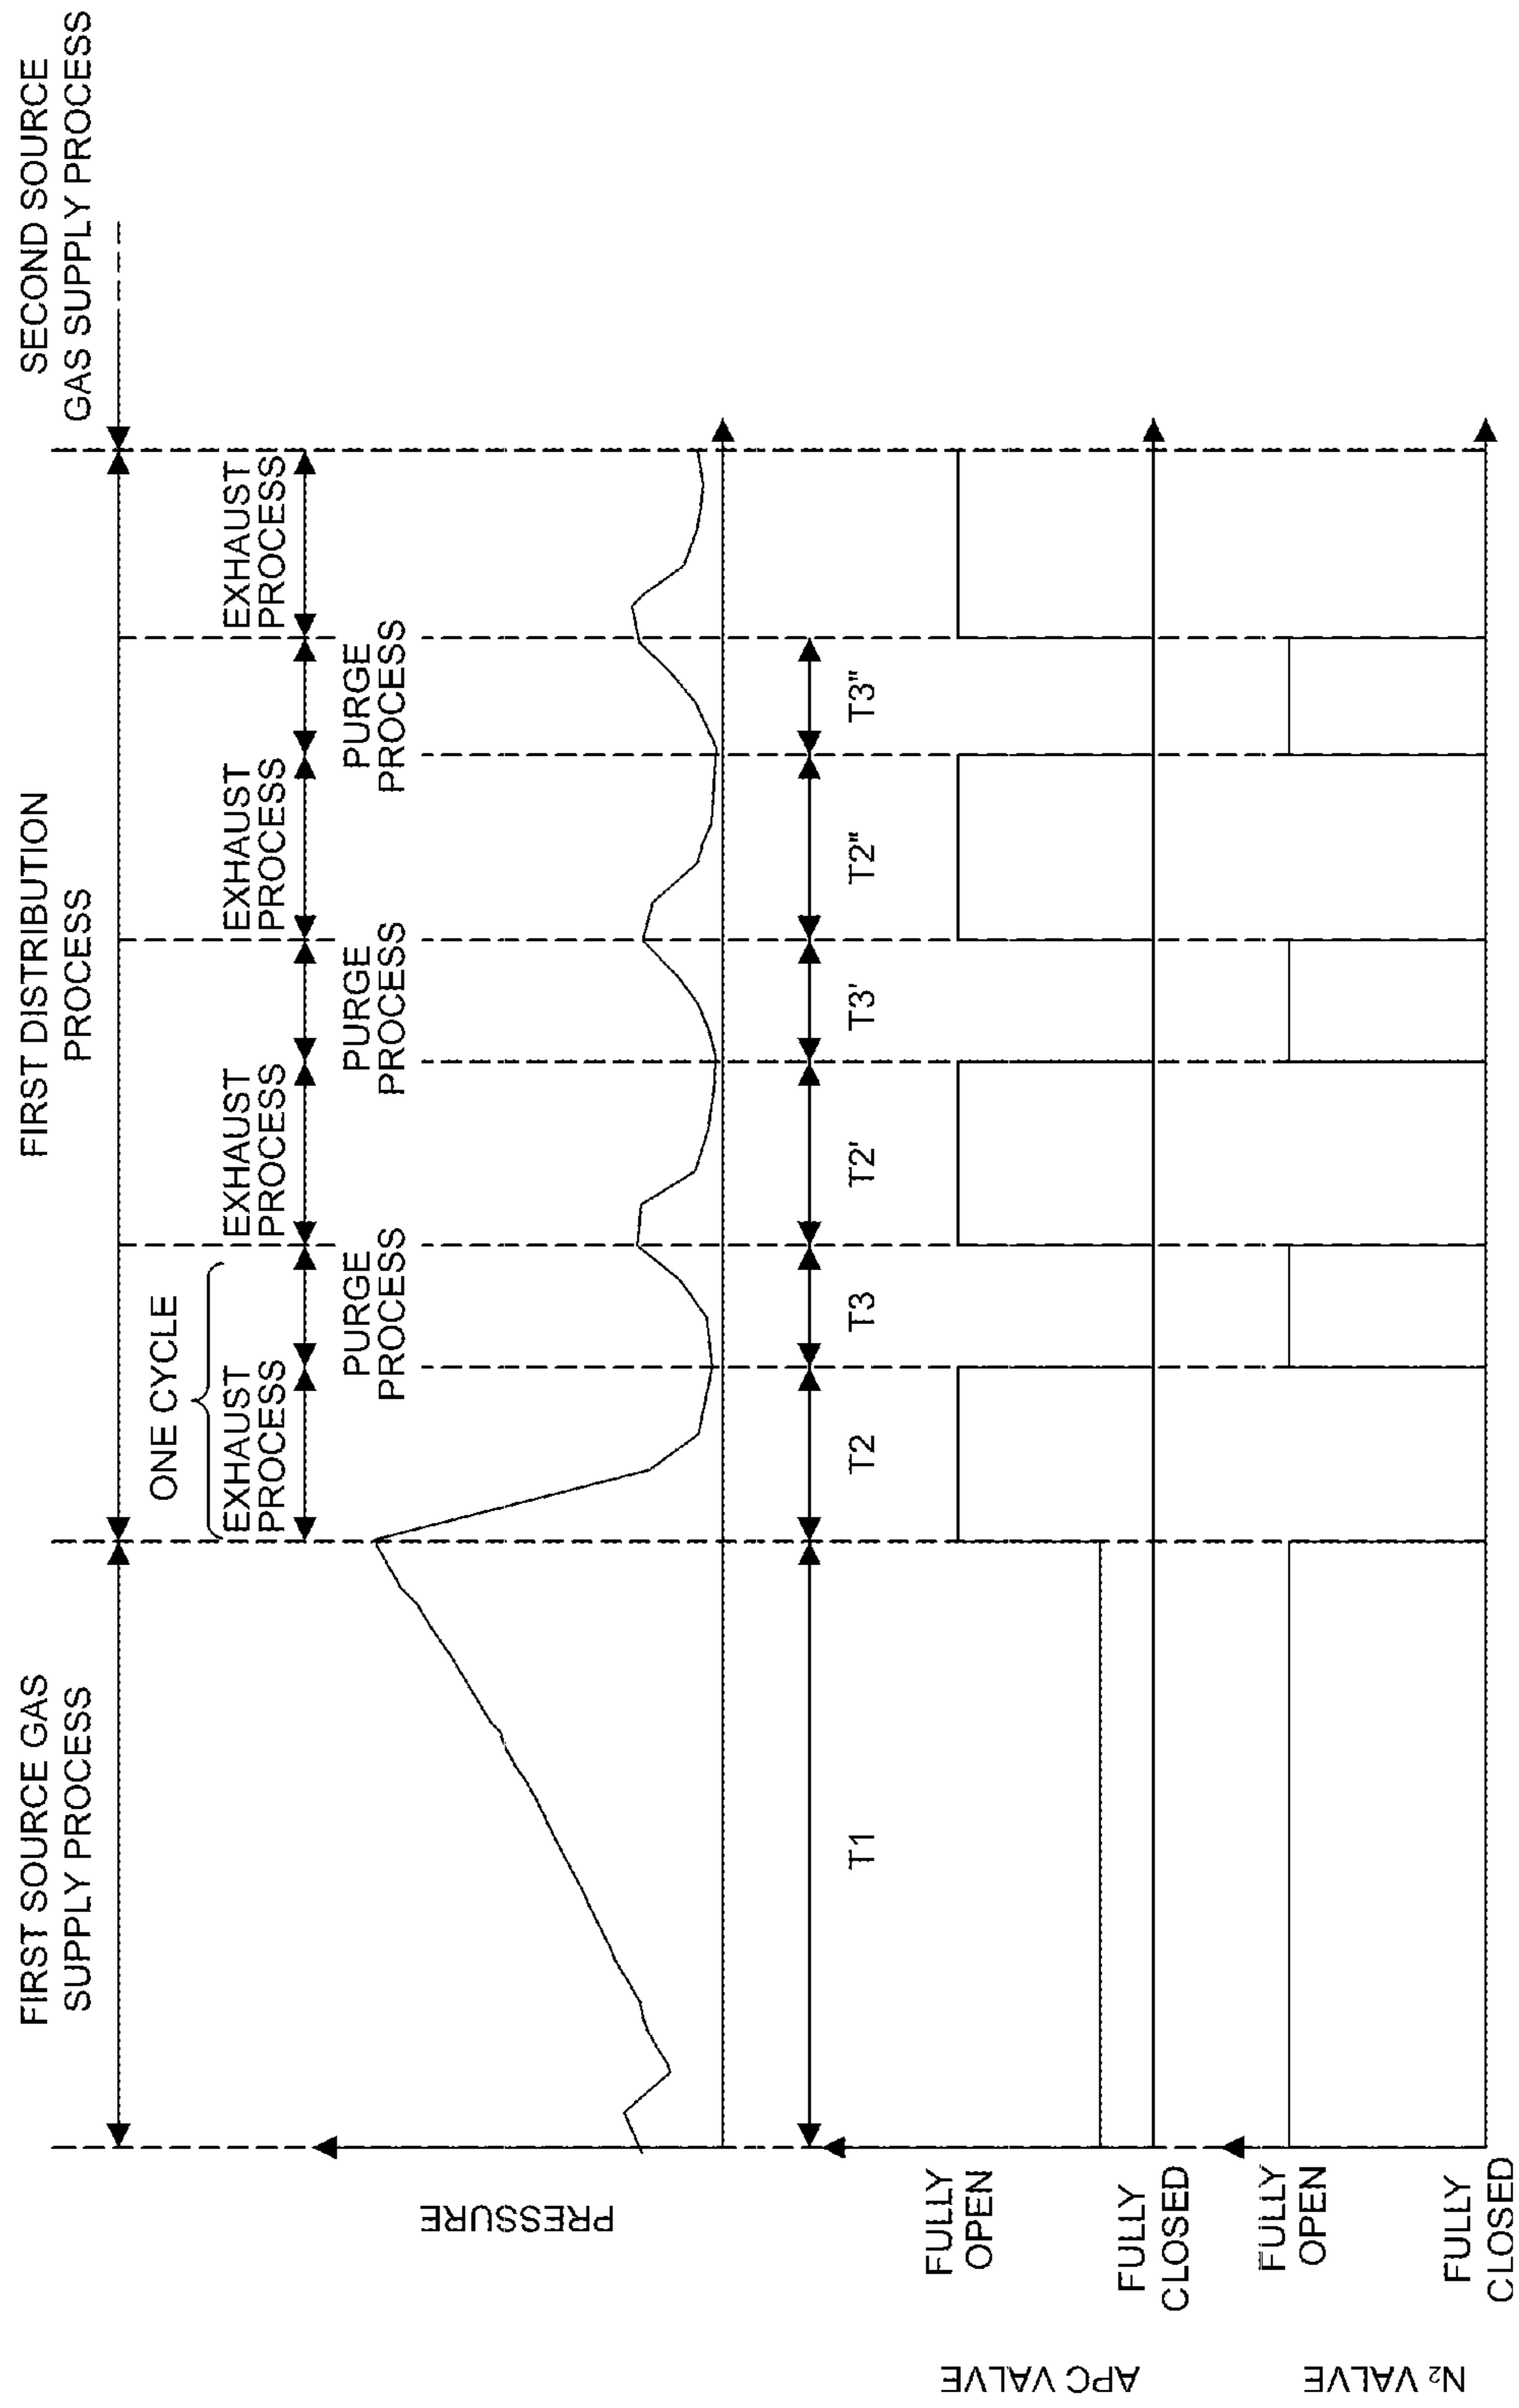 FIRST SOURCE GAS
SUPPLY PROCESS
FIRST DISTRIBUTION
PROCESS
SECOND SOURCE
GAS SUPPLY PROCESS
ONE CYCLE
EXHAUST
PROCESS
EXHAUST
PROCESS
EXHAUST
PROCESS
EXHAUST
PROCESS
PURGE
PROCESS
PURGE
PROCESS
PURGE
PROCESS
PRESSURE
T1
T2
T3
T2'
T3'
T2"
T3"
APC VALVE
FULLY
OPEN
FULLY
CLOSED
N2 VALVE
FULLY
OPEN
FULLY
CLOSED